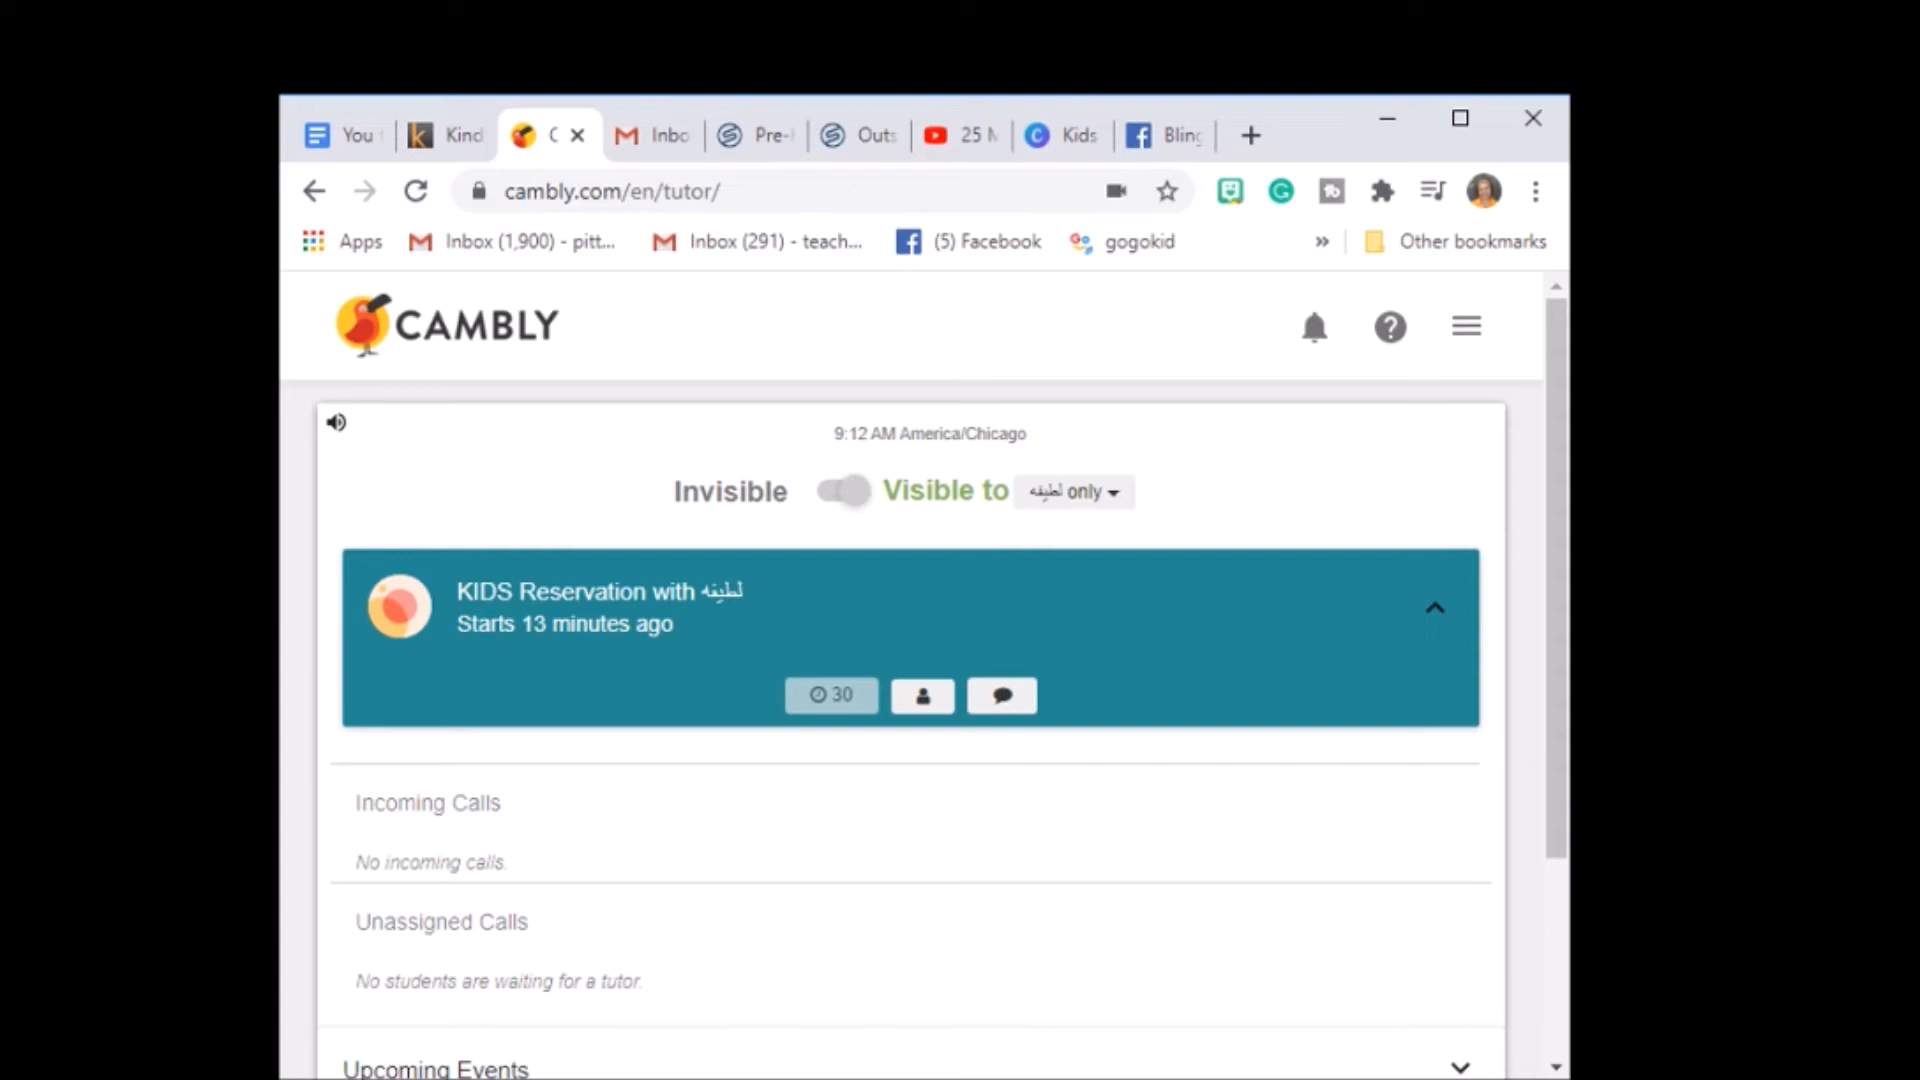 You
Kind
C
Inbo
Pre-
Outs
25 M
Kids
Bling
cambly.com/en/tutor/
Apps
Inbox (1,900) - pitt...
Inbox (291) - teach...
(5) Facebook
gogokid
»
Other bookmarks
CAMBLY
9:12 AM America/Chicago
Invisible
Visible to
لطيفه only
KIDS Reservation with لطيفه
Starts 13 minutes ago
30
Incoming Calls
No incoming calls.
Unassigned Calls
No students are waiting for a tutor.
Upcoming Events